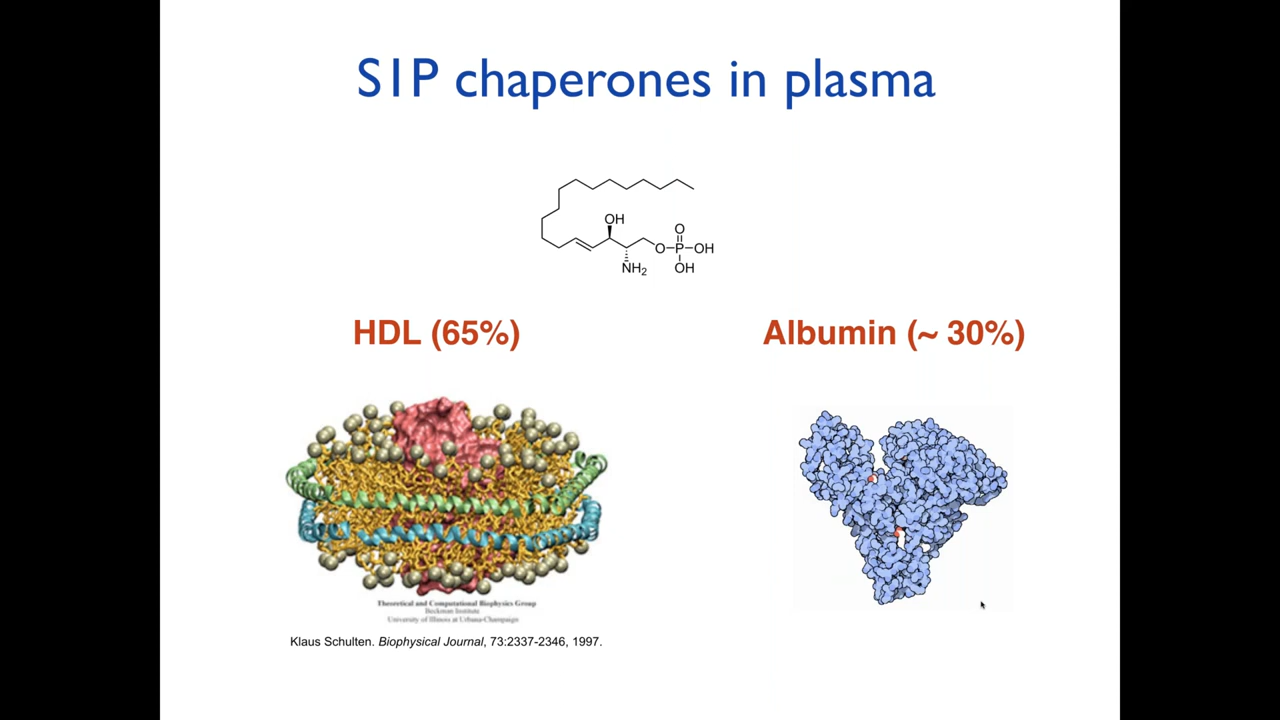 S1P chaperones in plasma
OH
O
O-P-OH
NH2
OH
HDL (65%)
Albumin (~ 30%)
Theoretical and Computational Biophysics Group
Beckman Institute
University of Illinois at Urbana-Champaign
Klaus Schulten. Biophysical Journal, 73:2337-2346, 1997.